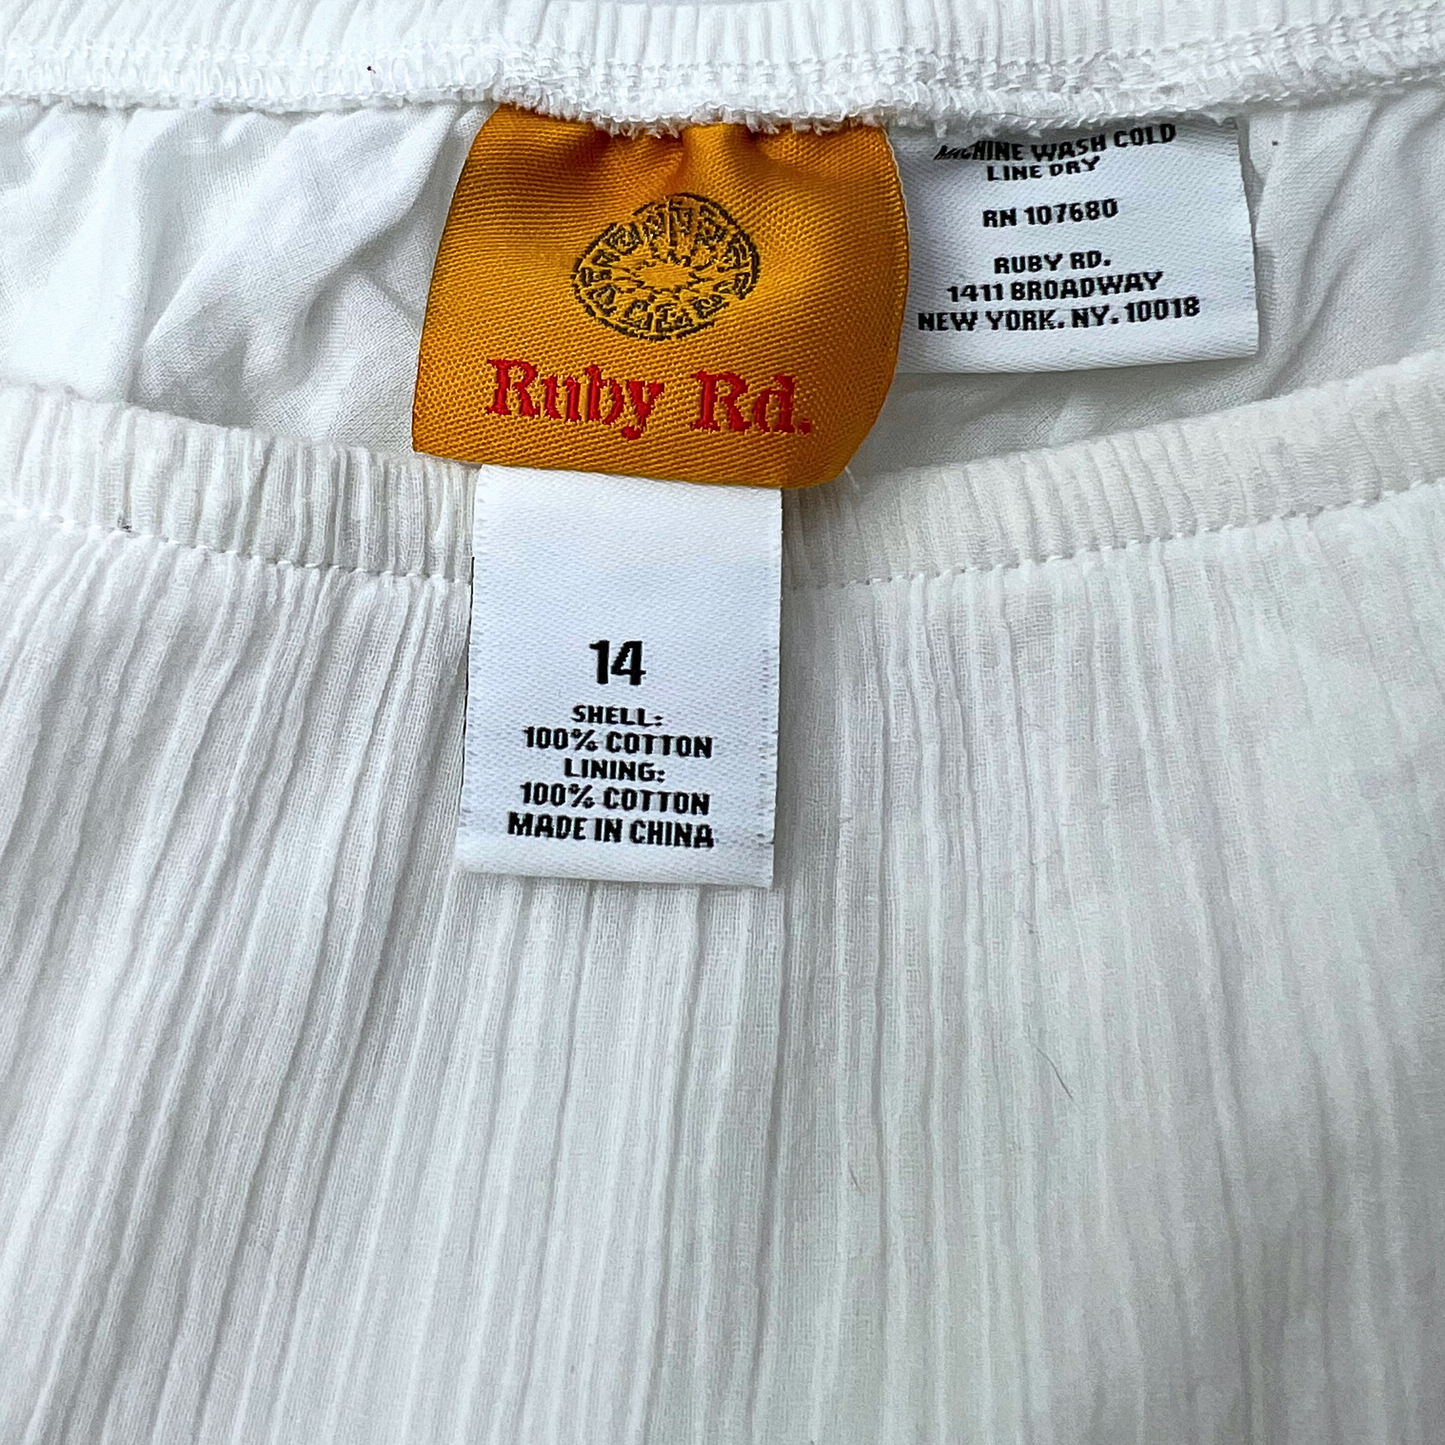 Ruby Rd.
14
SHELL:
100% COTTON
LINING:
100% COTTON
MADE IN CHINA
MACHINE WASH COLD
LINE DRY
RN 107680
RUBY RD.
1411 BROADWAY
NEW YORK. NY. 10018